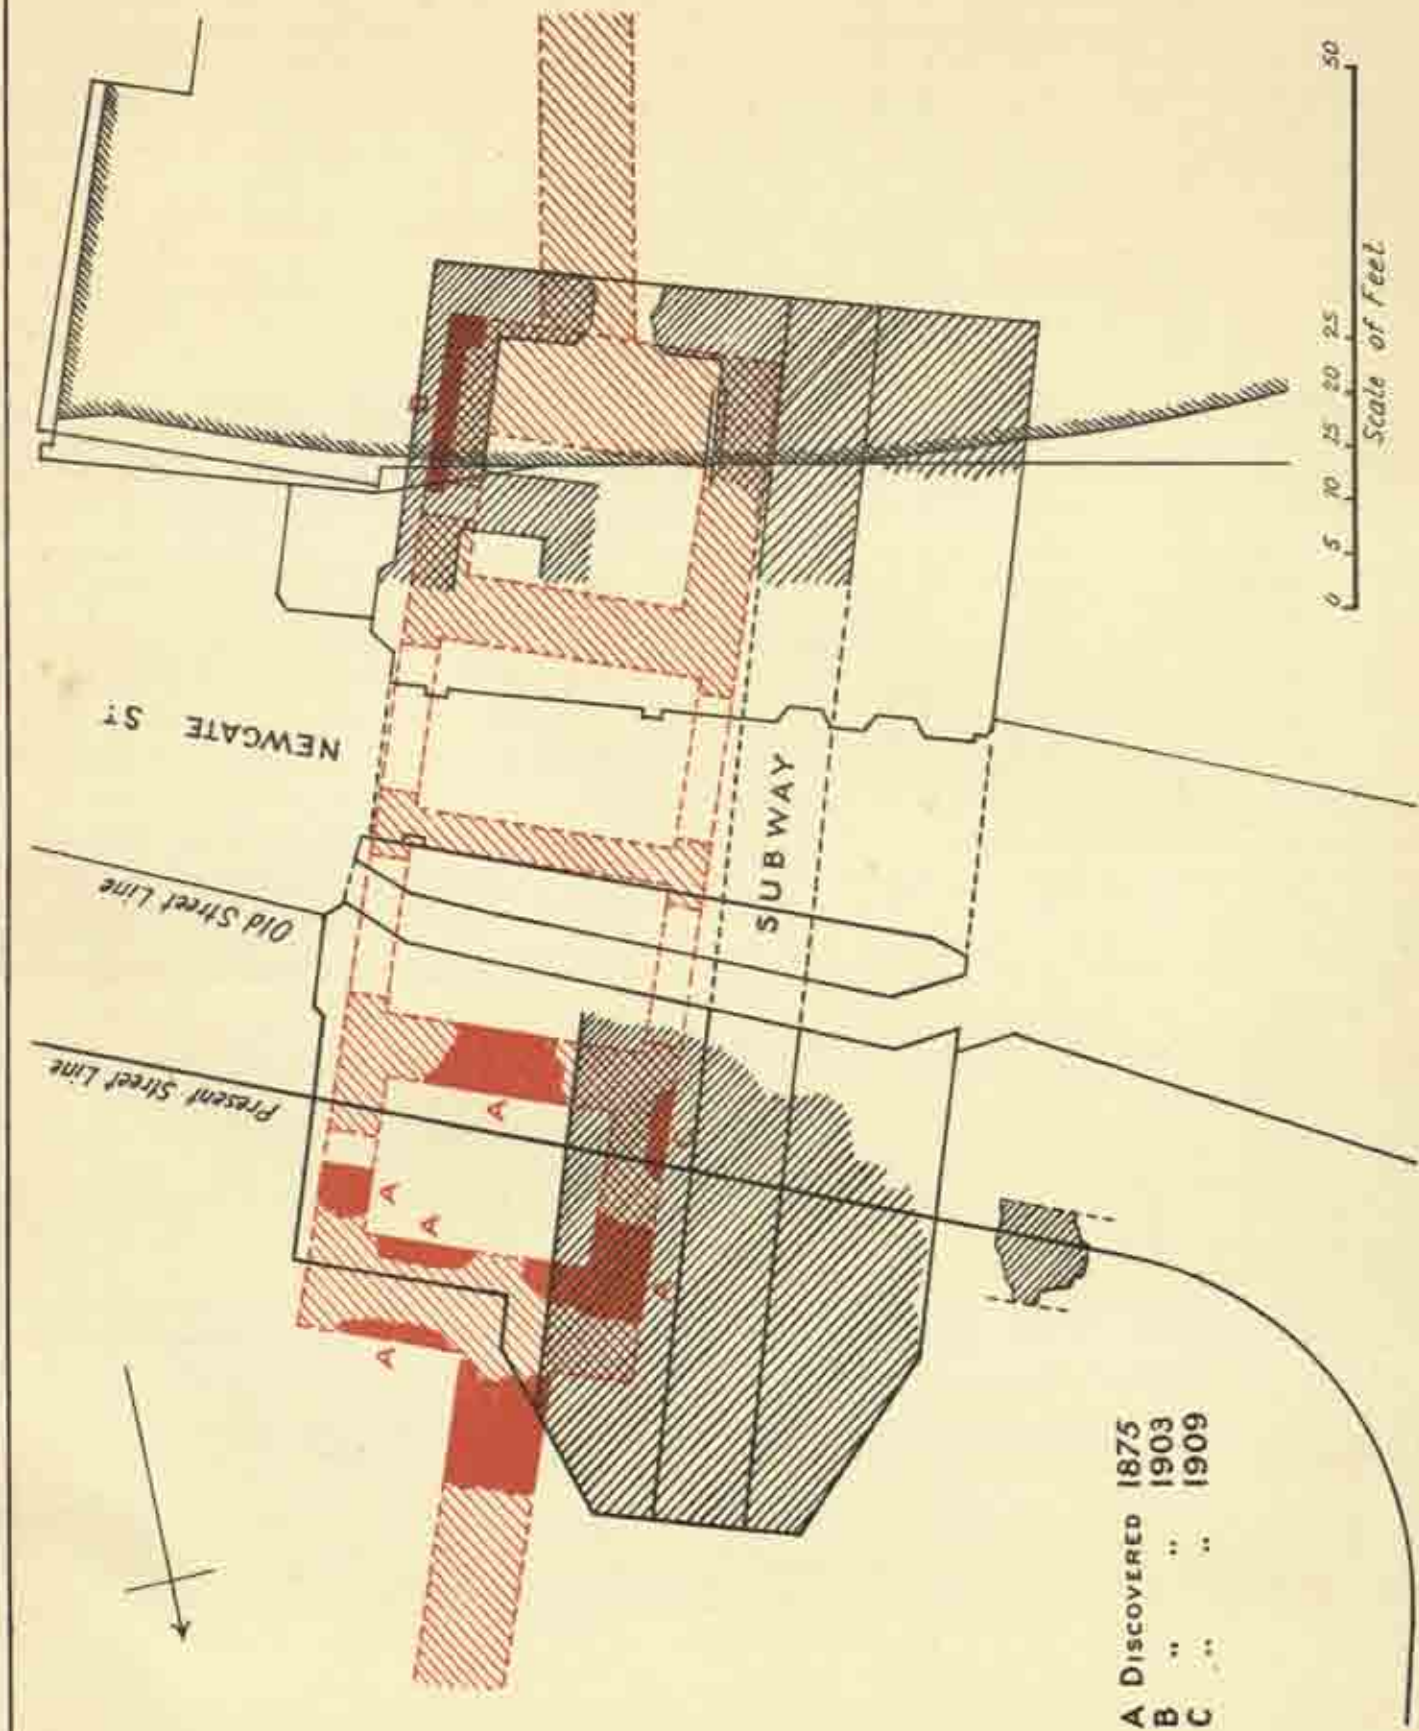 NEWGATE Sᵀ
Old Street Line
Present Street Line
SUBWAY
A
A
A
A
B
A DISCOVERED 1875
B " " 1903
C " " 1909
0 5 10 15 20 25 50
Scale of Feet